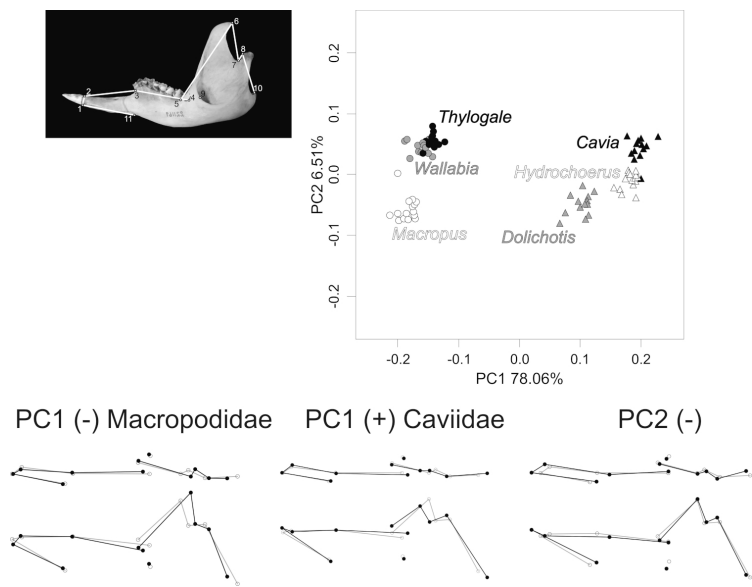 6
8
7
2
3
5
4
9
10
1
11
0.2
0.1
0.0
-0.1
-0.2
PC2 6.51%
Thylogale
Wallabia
Macropus
Cavia
Hydrochoerus
Dolichotis
-0.2 -0.1 0.0 0.1 0.2
PC1 78.06%
PC1 (-) Macropodidae PC1 (+) Caviidae PC2 (-)